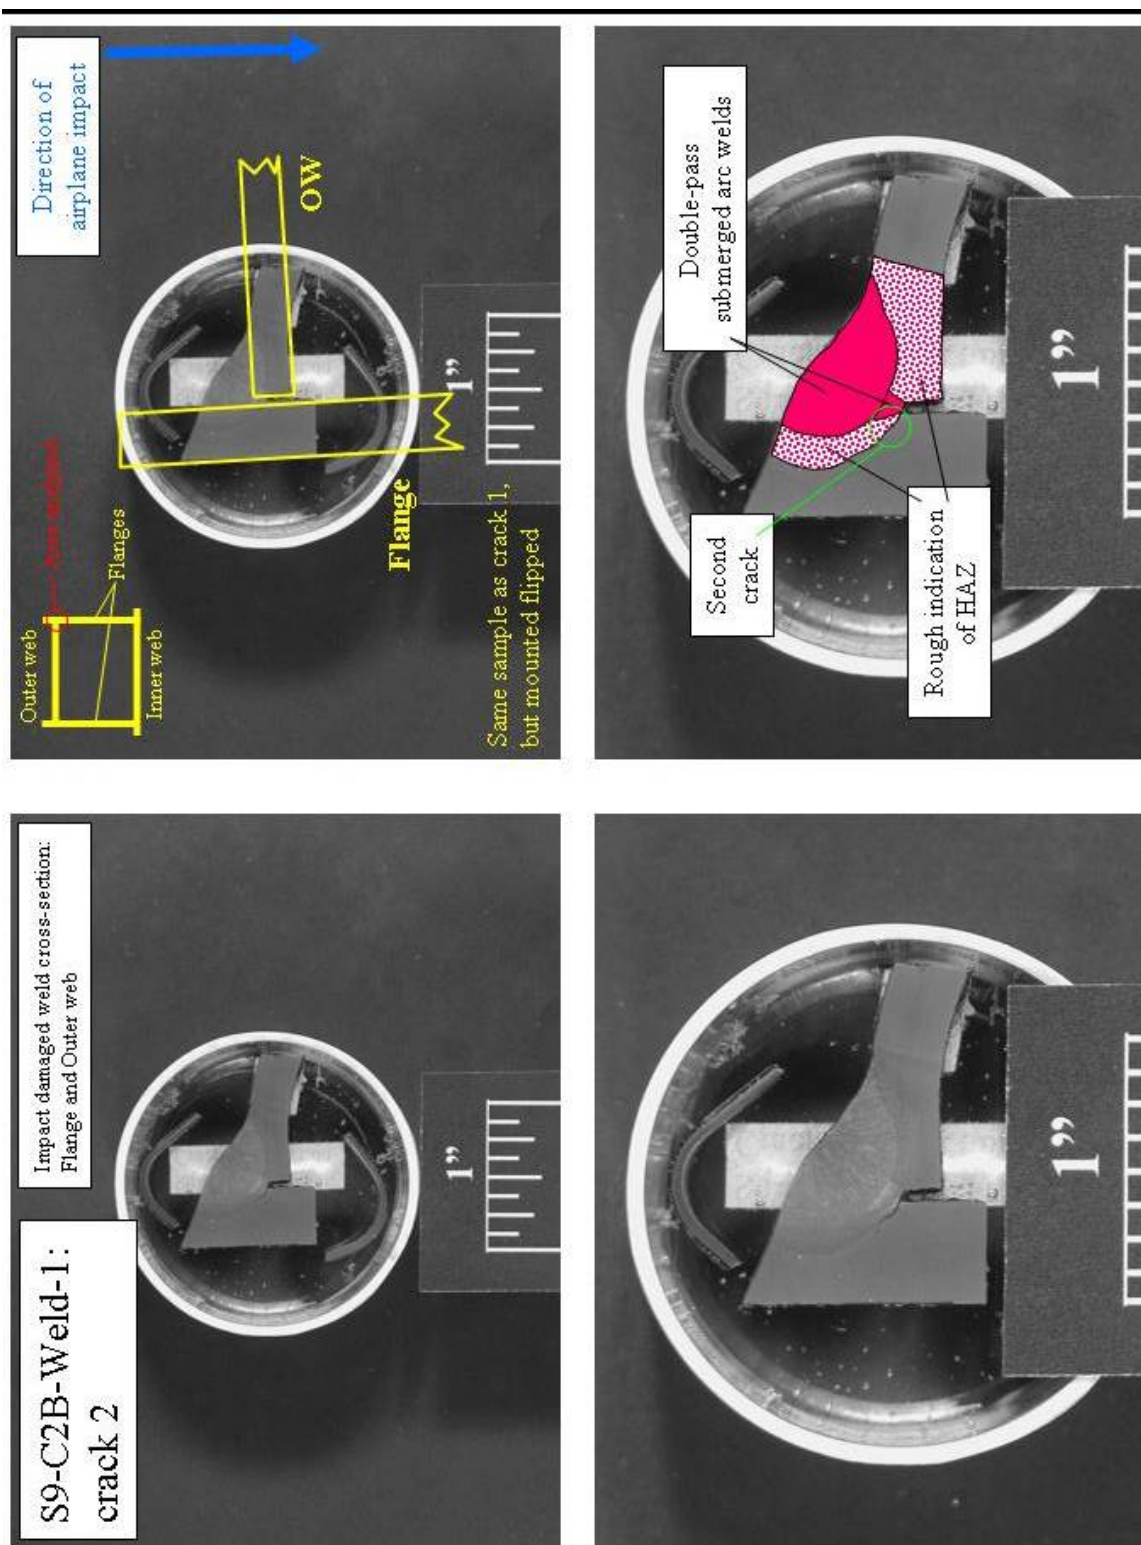 S9-C2B-Weld-1:
crack 2
Impact damaged weld cross-section:
Flange and Outer web
1”
Outer web
Flanges
Inner web
Direction of
airplane impact
OW
Flange
1”
Same sample as crack 1,
but mounted flipped
1”
Double-pass
submerged arc welds
Second
crack
Rough indication
of HAZ
1”